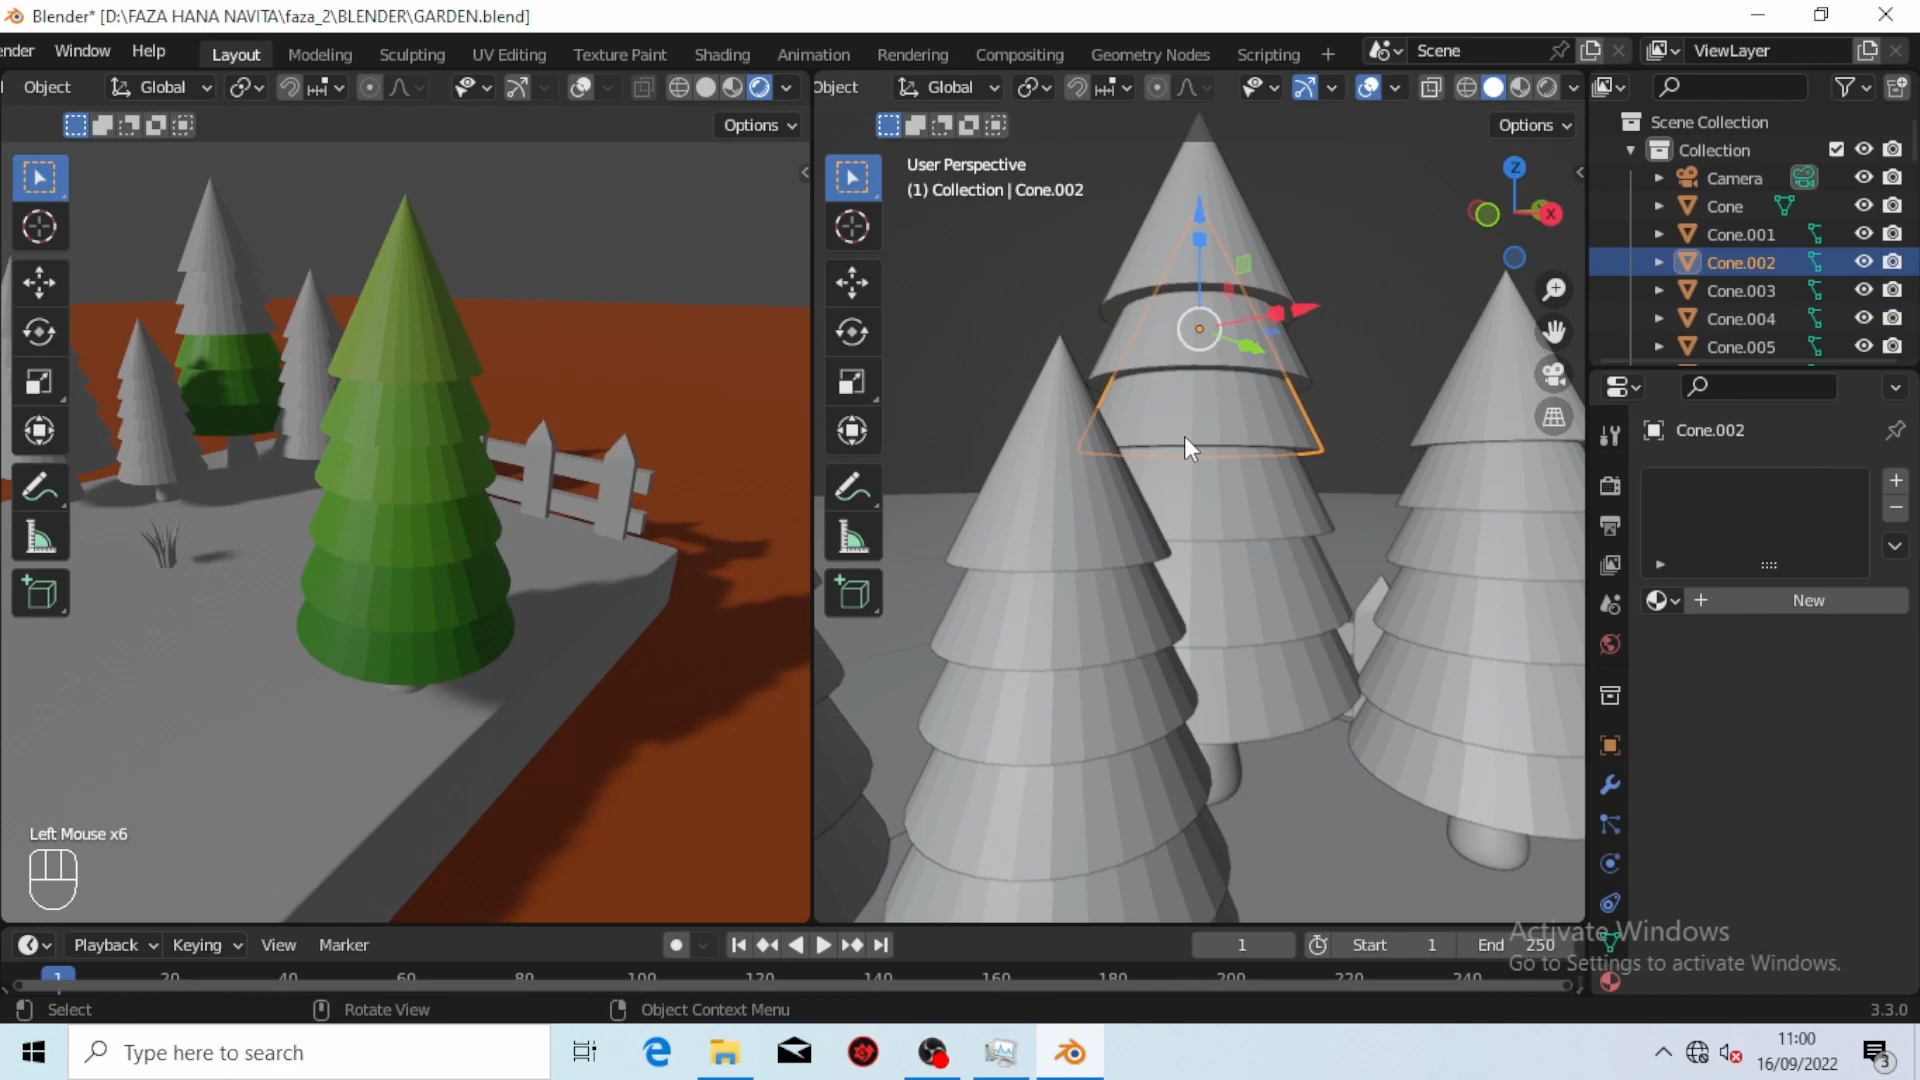 Blender* [D:\FAZA HANA NAVITA\faza_2\BLENDER\GARDEN.blend]
ender Window Help Layout Modeling Sculpting UV Editing Texture Paint Shading Animation Rendering Compositing Geometry Nodes Scripting + Scene ViewLayer
Object Global
Object Global
Options
Options
User Perspective
(1) Collection | Cone.002
Z
X
Scene Collection
Collection
Camera
Cone
Cone.001
Cone.002
Cone.003
Cone.004
Cone.005
Cone.002
New
Left Mouse x6
Playback Keying View Marker 1 Start 1 End 250
1 20 40 60 80 100 120 140 160 180 200 220 240
Activate Windows
Go to Settings to activate Windows.
Select Rotate View Object Context Menu 3.3.0
Type here to search
11:00
16/09/2022
3